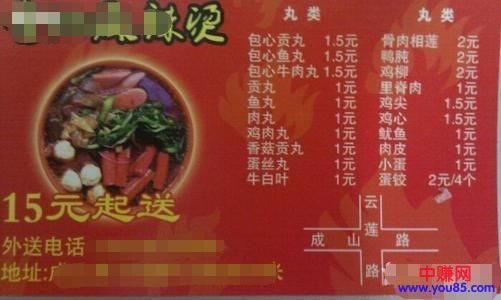 麻辣烫
丸 类
包心贡丸 1.5元
包心鱼丸 1.5元
包心牛肉丸 1.5元
贡丸 1元
鱼丸 1元
肉丸 1元
鸡肉丸 1元
香菇贡丸 1元
蛋丝丸 1元
牛白叶 1元
丸 类
骨肉相莲 2元
鸭肫 2元
鸡柳 2元
里脊肉 1元
鸡尖 1.5元
鸡心 1.5元
鱿鱼 1元
肉皮 1元
小蛋 1元
蛋铰 2元/4个
15元起送
外送电话
地址:成
云莲路
成山路
中赚网
www.you85.com